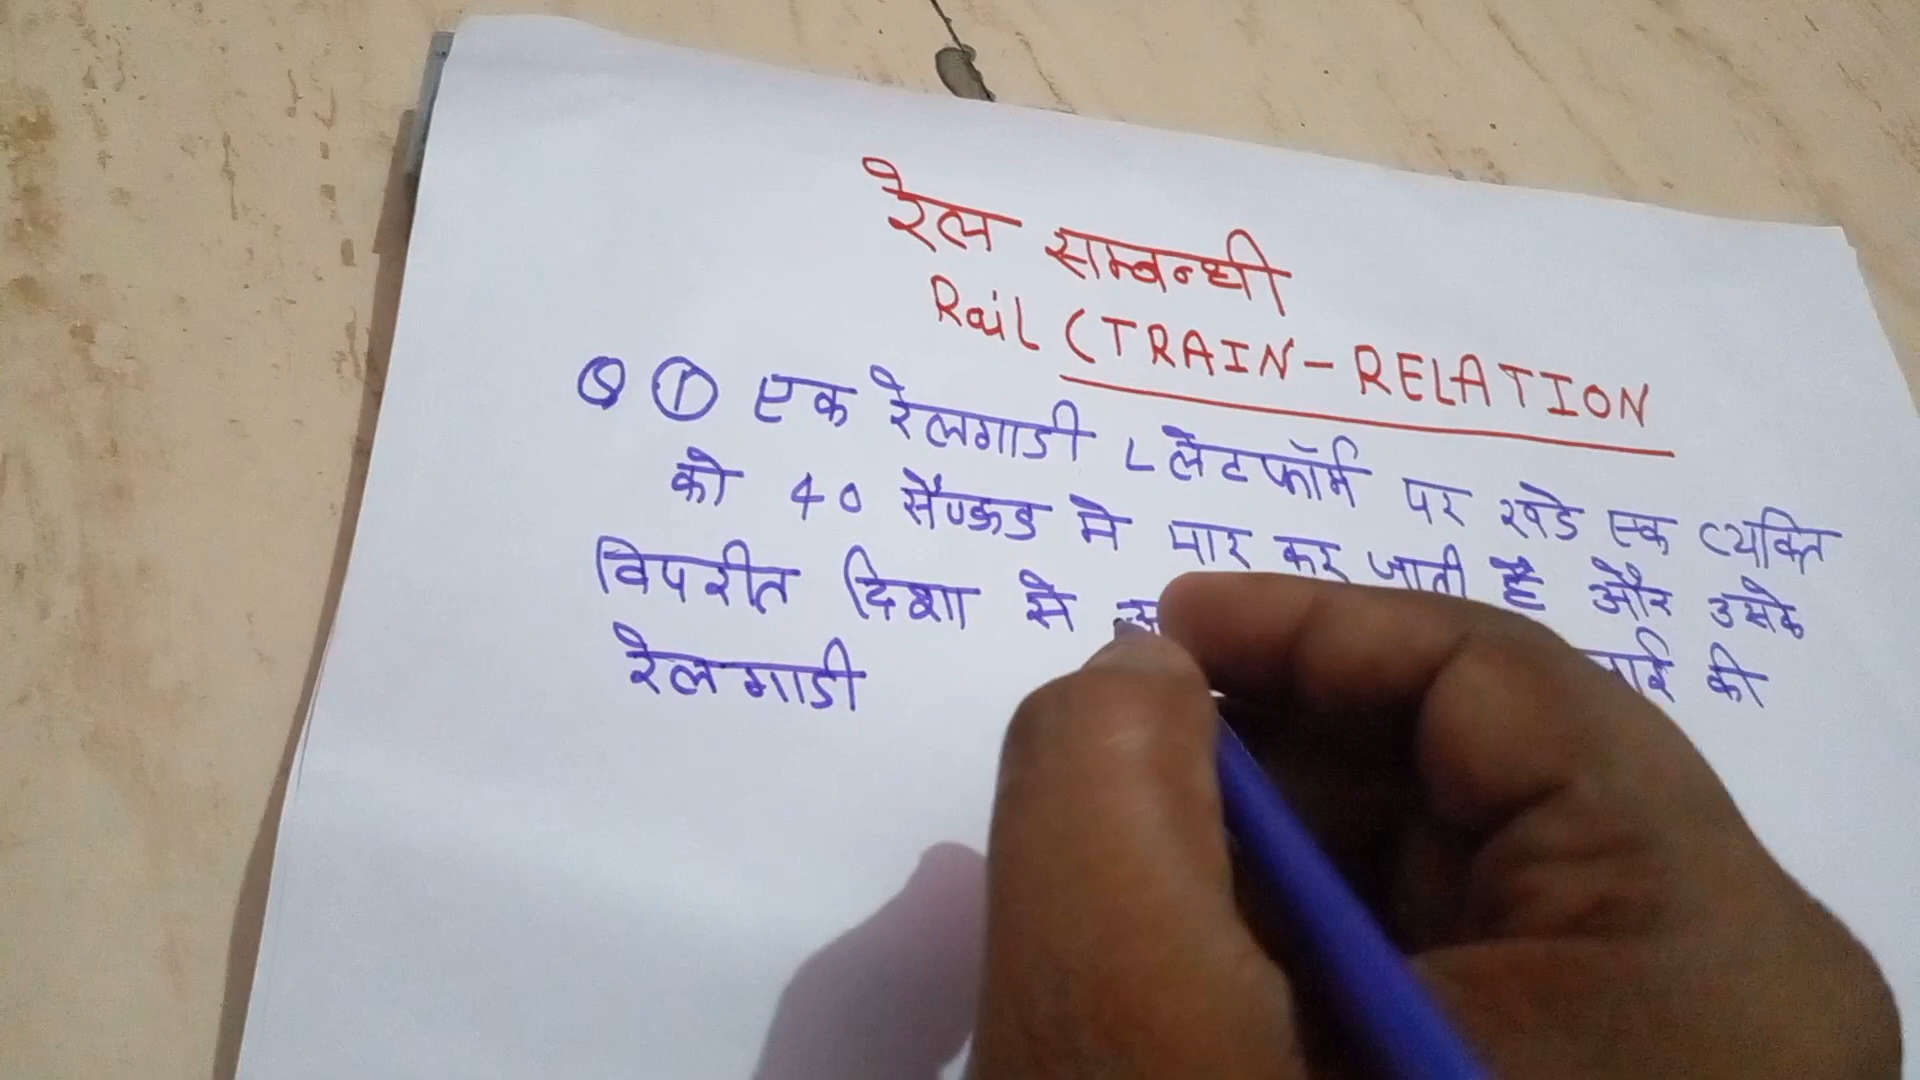 रेल सम्बन्धी
Rail (TRAIN-RELATION
Q ① एक रेलगाडी प्लेटफॉर्म पर खडे एक व्यक्ति
को 40 सैण्कड मे पार कर जाती है और उसके
विपरीत दिशा से की
रेलगाडी